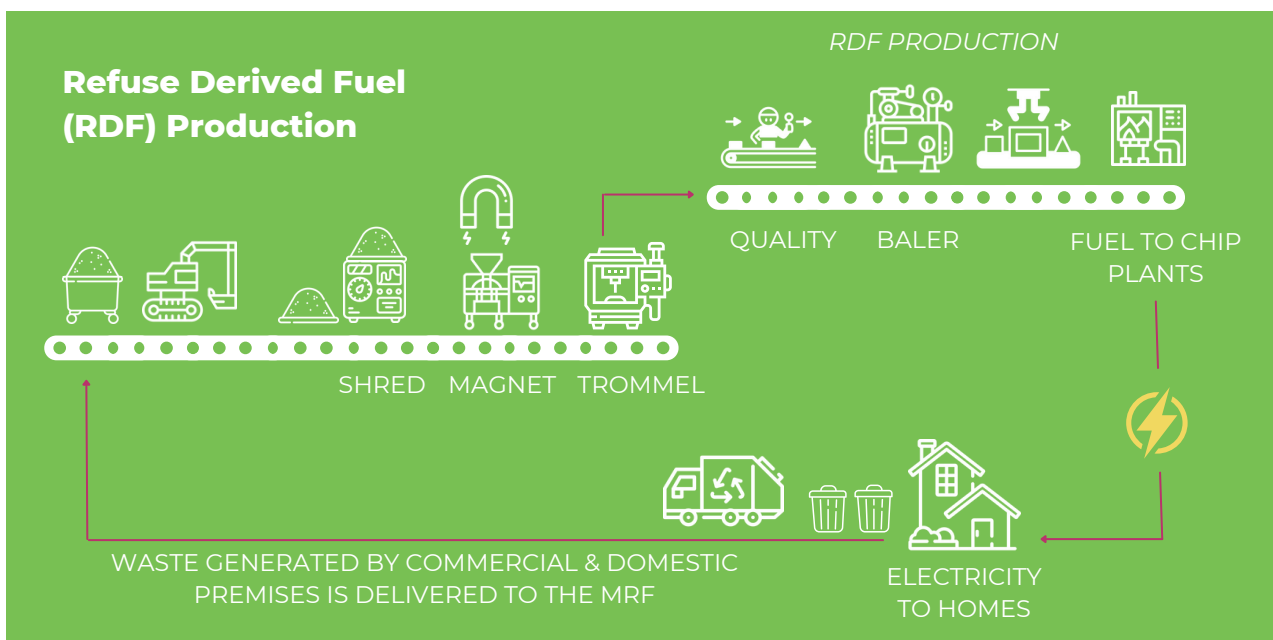 Refuse Derived Fuel
(RDF) Production
RDF PRODUCTION
QUALITY
BALER
FUEL TO CHIP
PLANTS
SHRED
MAGNET
TROMMEL
WASTE GENERATED BY COMMERCIAL & DOMESTIC
PREMISES IS DELIVERED TO THE MRF
ELECTRICITY
TO HOMES